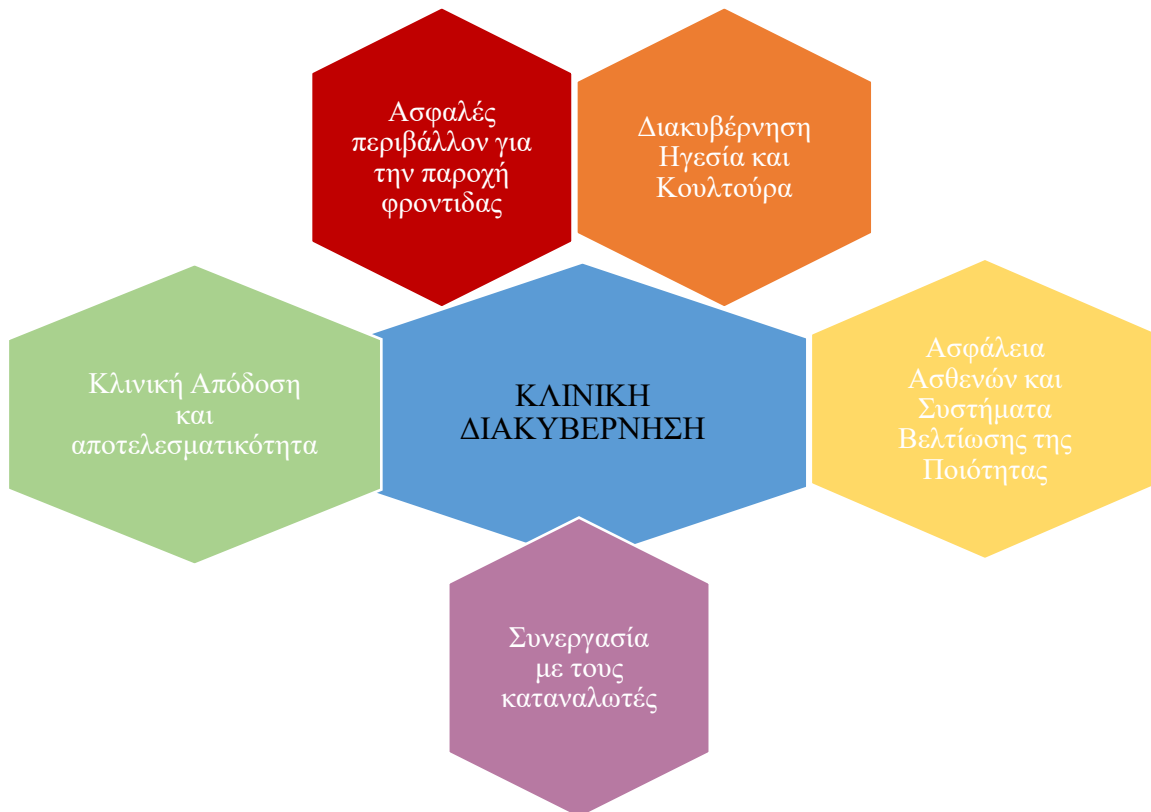 Ασφαλές
περιβάλλον για
την παροχή
φροντιδας
Διακυβέρνηση
Ηγεσία και
Κουλτούρα
Κλινική Απόδοση
και
αποτελεσματικότητα
ΚΛΙΝΙΚΗ
ΔΙΑΚΥΒΕΡΝΗΣΗ
Ασφάλεια
Ασθενών και
Συστήματα
Βελτίωσης της
Ποιότητας
Συνεργασία
με τους
καταναλωτές